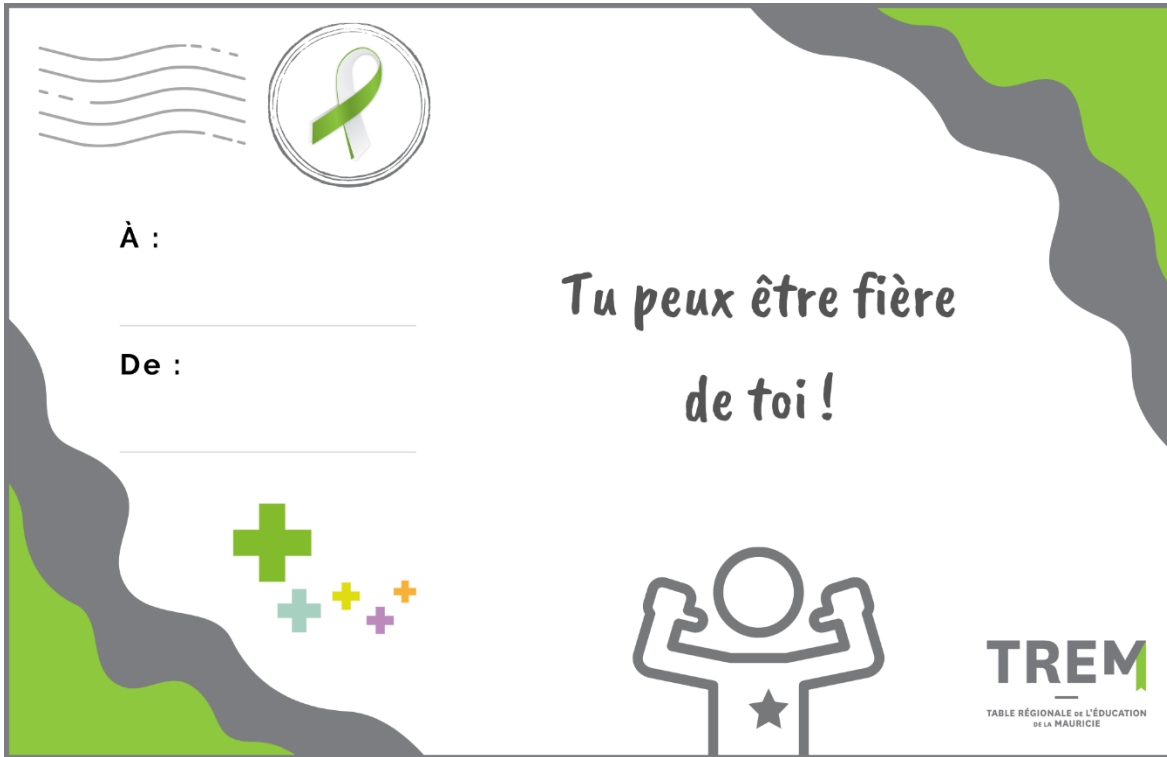 À :
De :
Tu peux être fière
de toi !
TREM
TABLE RÉGIONALE DE L'ÉDUCATION
DE LA MAURICIE